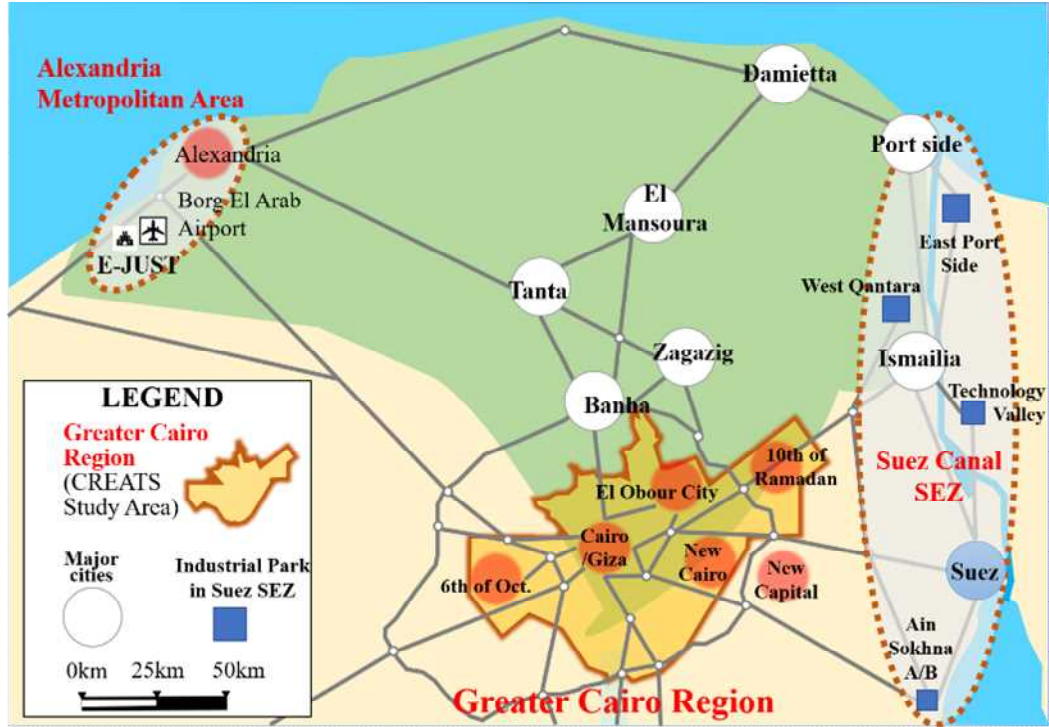 Alexandria
Metropolitan Area
Damietta
Port side
Alexandria
Borg El Arab
Airport
E-JUST
El
Mansoura
East Port
Side
West Qantara
Tanta
Zagazig
Ismailia
Banha
Technology
Valley
10th of
Ramadan
Suez Canal
SEZ
El Obour City
Cairo
/Giza
New
Cairo
6th of Oct.
New
Capital
Suez
Ain
Sokhna
A/B
Greater Cairo Region
LEGEND
Greater Cairo
Region
(CREATS
Study Area)
Major
cities
Industrial Park
in Suez SEZ
0km 25km 50km